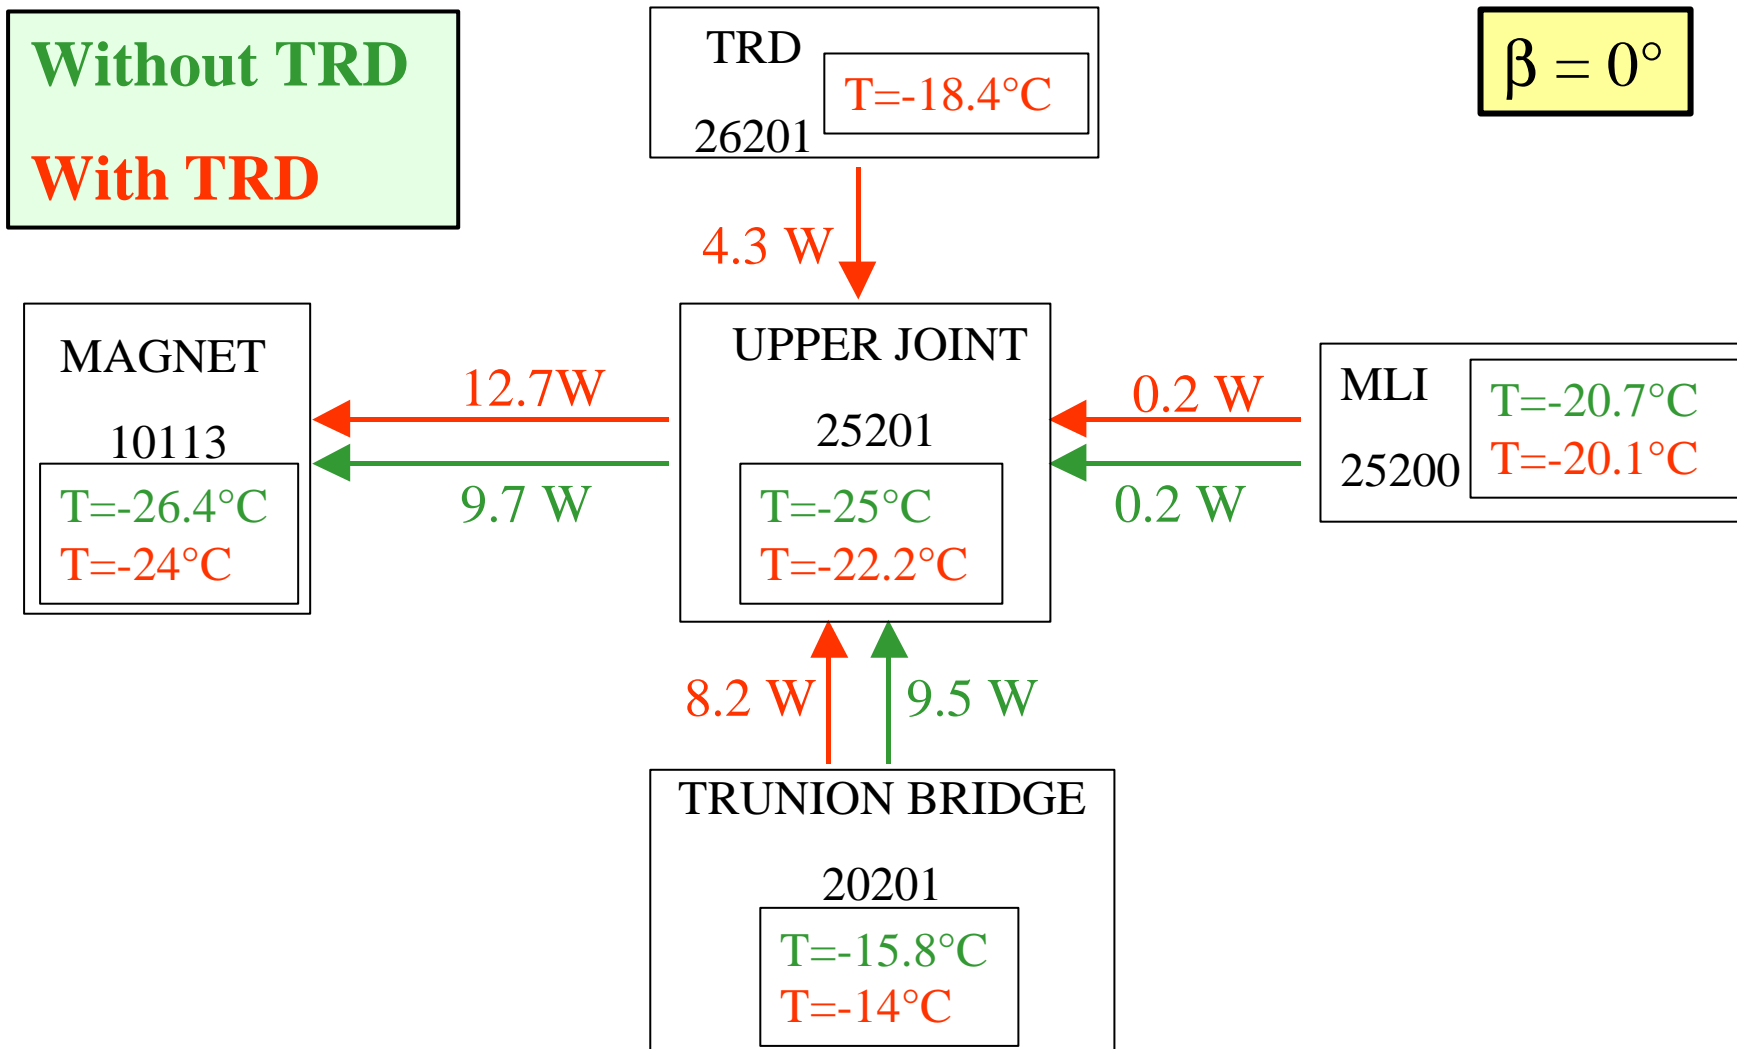 Without TRD
With TRD
TRD
T=-18.4°C
26201
β = 0°
4.3 W
MAGNET
10113
T=-26.4°C
T=-24°C
12.7W
9.7 W
UPPER JOINT
25201
T=-25°C
T=-22.2°C
0.2 W
0.2 W
MLI
25200
T=-20.7°C
T=-20.1°C
8.2 W
9.5 W
TRUNION BRIDGE
20201
T=-15.8°C
T=-14°C